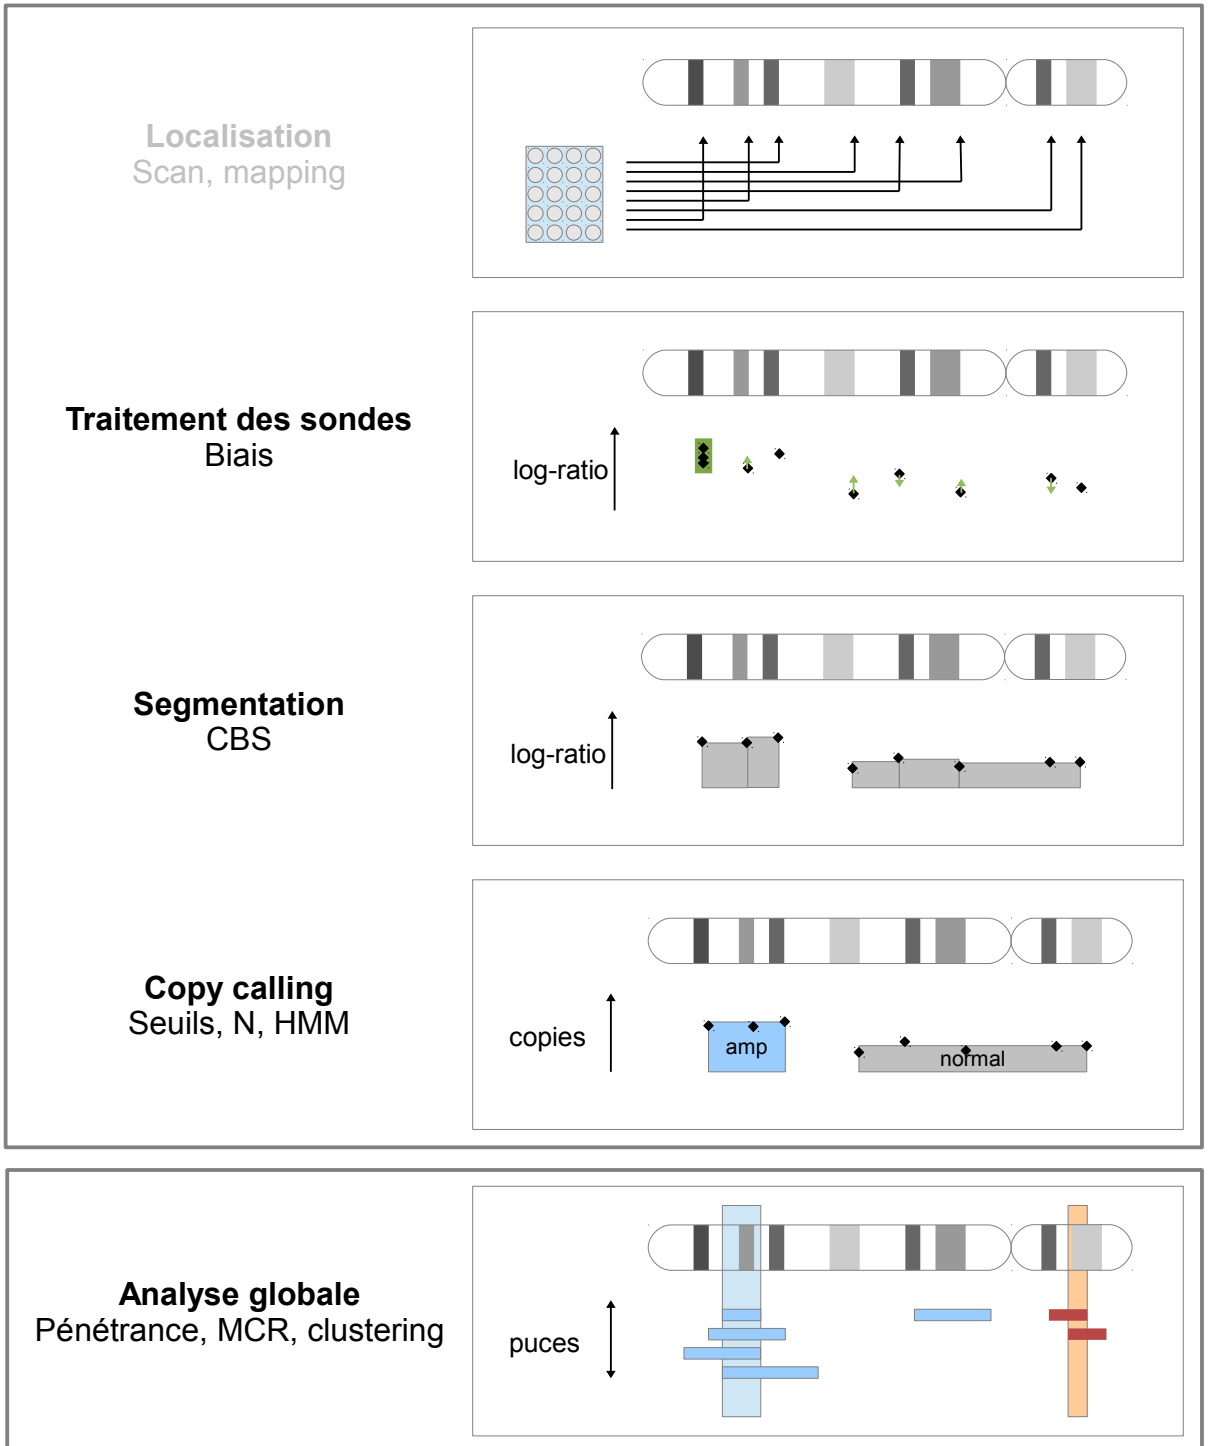 Localisation
Scan, mapping
Traitement des sondes
Biais
log-ratio
Segmentation
CBS
log-ratio
Copy calling
Seuils, N, HMM
copies
amp
normal
Analyse globale
Pénétrance, MCR, clustering
puces